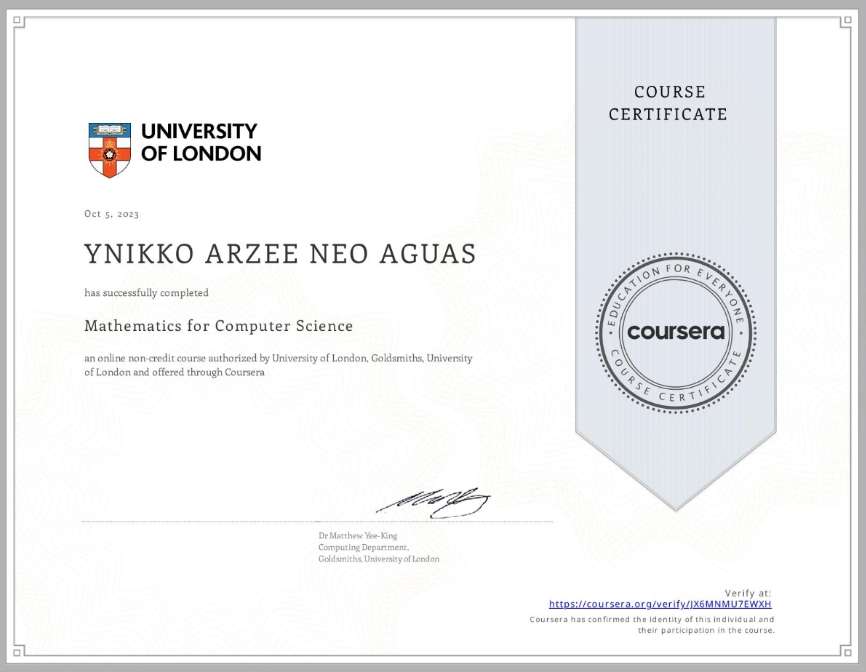 COURSE
CERTIFICATE
UNIVERSITY
OF LONDON
Oct 5, 2023
YNIKKO ARZEE NEO AGUAS
has successfully completed
Mathematics for Computer Science
an online non-credit course authorized by University of London, Goldsmiths, University
of London and offered through Coursera
EDUCATION FOR EVERYONE
coursera
COURSE CERTIFICATE
Dr Matthew Yee-King
Computing Department,
Goldsmiths, University of London
Verify at:
https://coursera.org/verify/JX6MNMU7EWXH
Coursera has confirmed the identity of this individual and
their participation in the course.